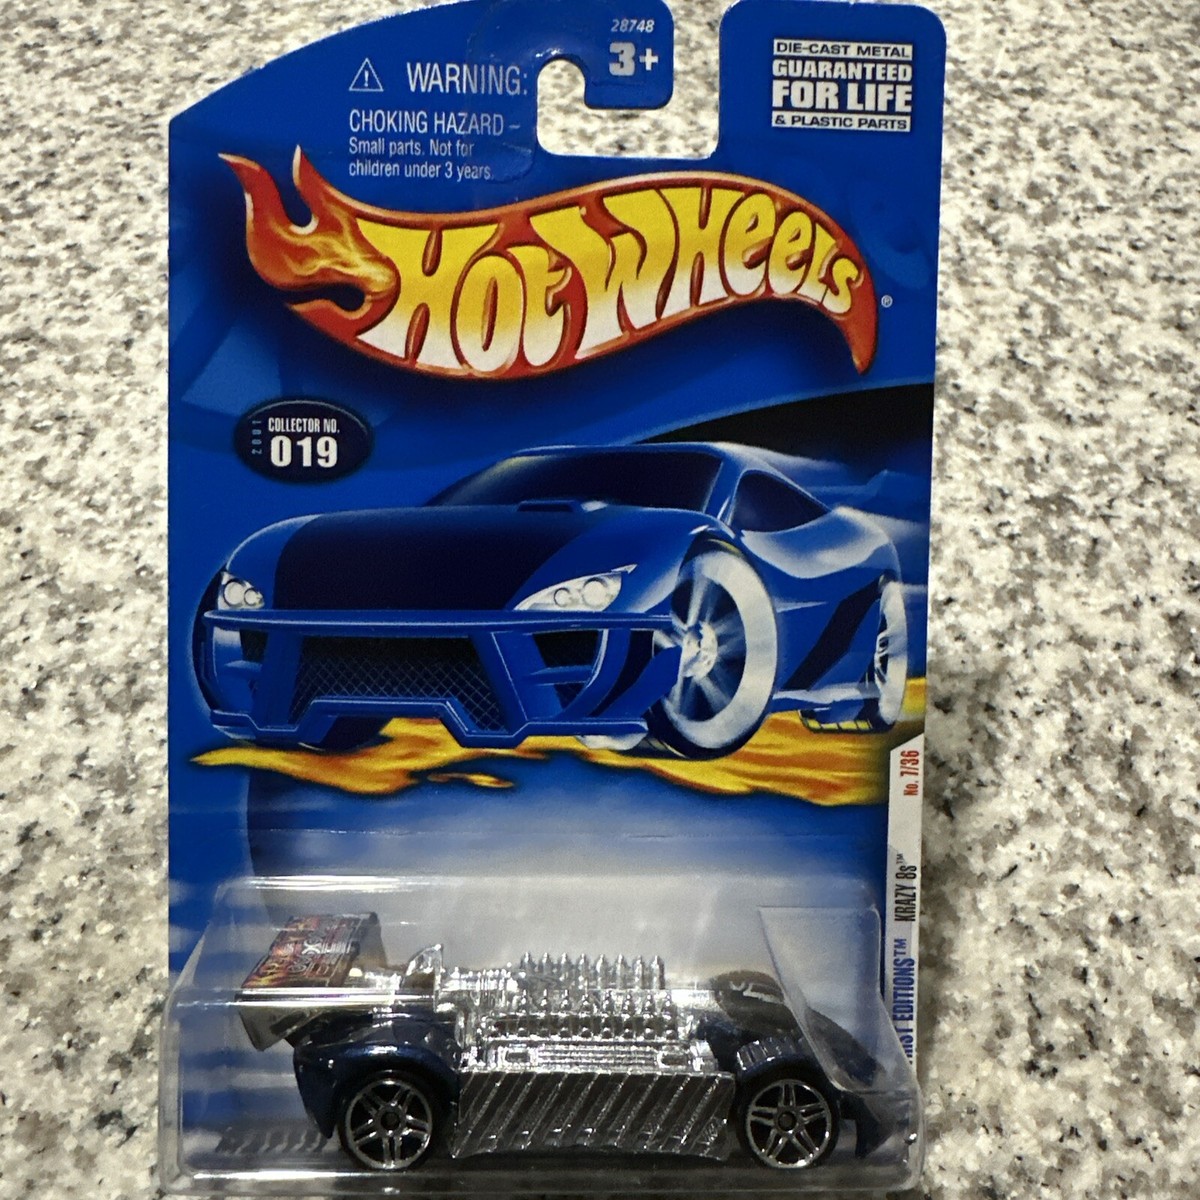 28748
3+
WARNING:
CHOKING HAZARD –
Small parts. Not for
children under 3 years.
DIE-CAST METAL
GUARANTEED
FOR LIFE
& PLASTIC PARTS
HOT WHEELS®
2001
COLLECTOR NO.
019
No. 7/36
EDITIONS™ KRAZY 8s™